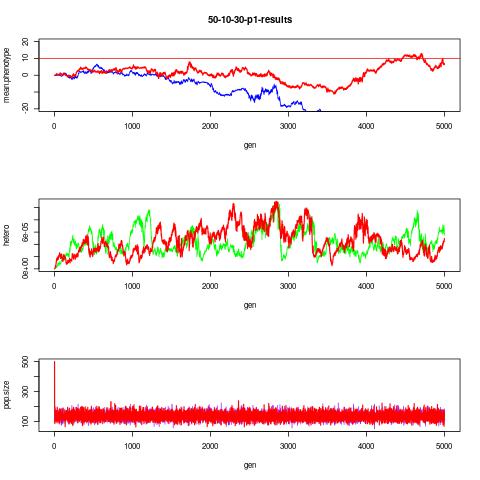 50-10-30-p1-results
mean.phenotype
20
10
0
-20
0 1000 2000 3000 4000 5000
gen
hetero
6e-05
0e+00
0 1000 2000 3000 4000 5000
gen
pop.size
500
300
100
0 1000 2000 3000 4000 5000
gen